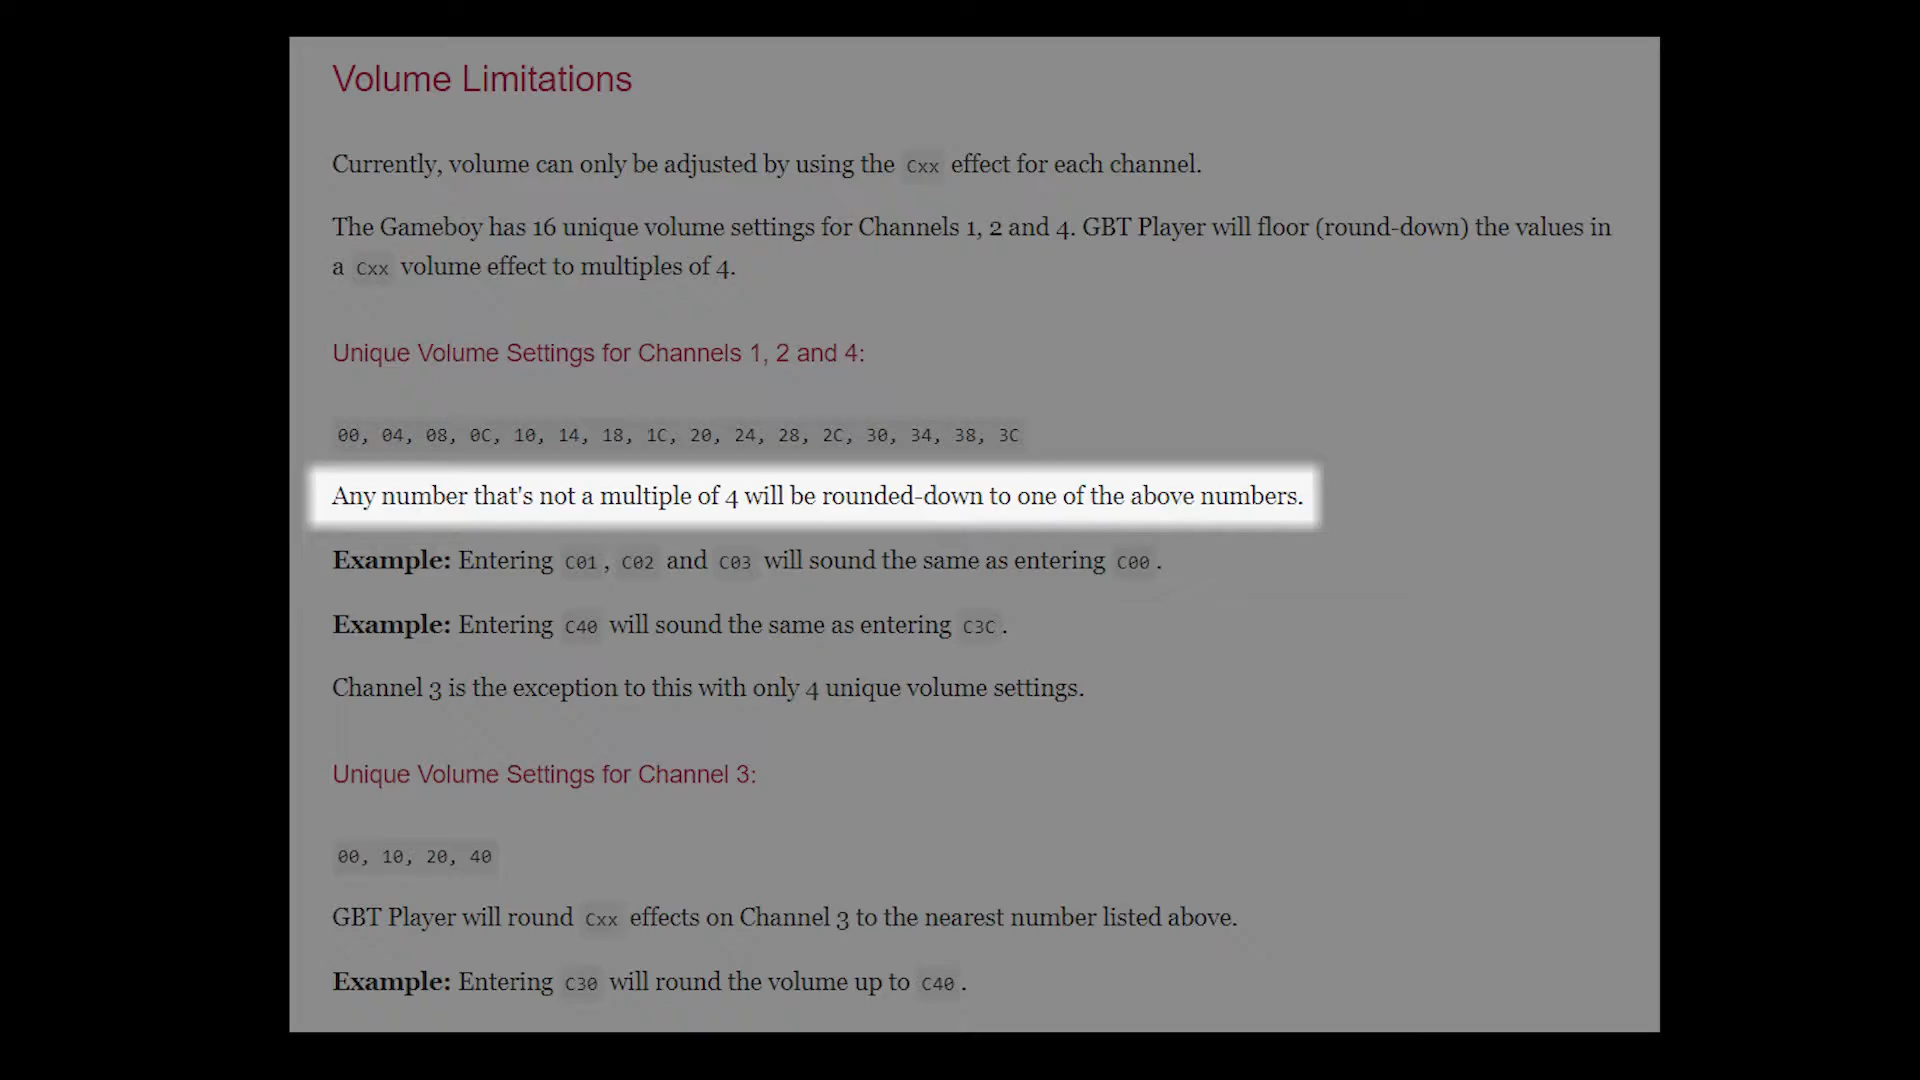 Volume Limitations
Currently, volume can only be adjusted by using the Cxx effect for each channel.
The Gameboy has 16 unique volume settings for Channels 1, 2 and 4. GBT Player will floor (round-down) the values in
a Cxx volume effect to multiples of 4.
Unique Volume Settings for Channels 1, 2 and 4:
00, 04, 08, 0C, 10, 14, 18, 1C, 20, 24, 28, 2C, 30, 34, 38, 3C
Any number that's not a multiple of 4 will be rounded-down to one of the above numbers.
Example: Entering C01, C02 and C03 will sound the same as entering C00.
Example: Entering C40 will sound the same as entering C3C.
Channel 3 is the exception to this with only 4 unique volume settings.
Unique Volume Settings for Channel 3:
00, 10, 20, 40
GBT Player will round Cxx effects on Channel 3 to the nearest number listed above.
Example: Entering C30 will round the volume up to C40.